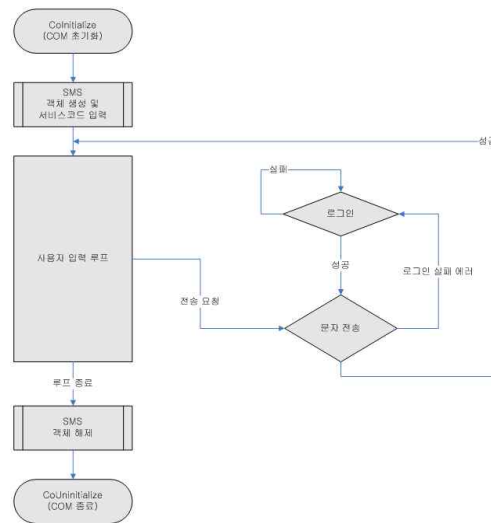 CoInitialize
(COM 초기화)
SMS
객체 생성 및
서비스코드 입력
실패
로그인
사용자 입력 루프
성공
로그인 실패 에러
전송 요청
문자 전송
루프 종료
SMS
객체 해제
CoUninitialize
(COM 종료)